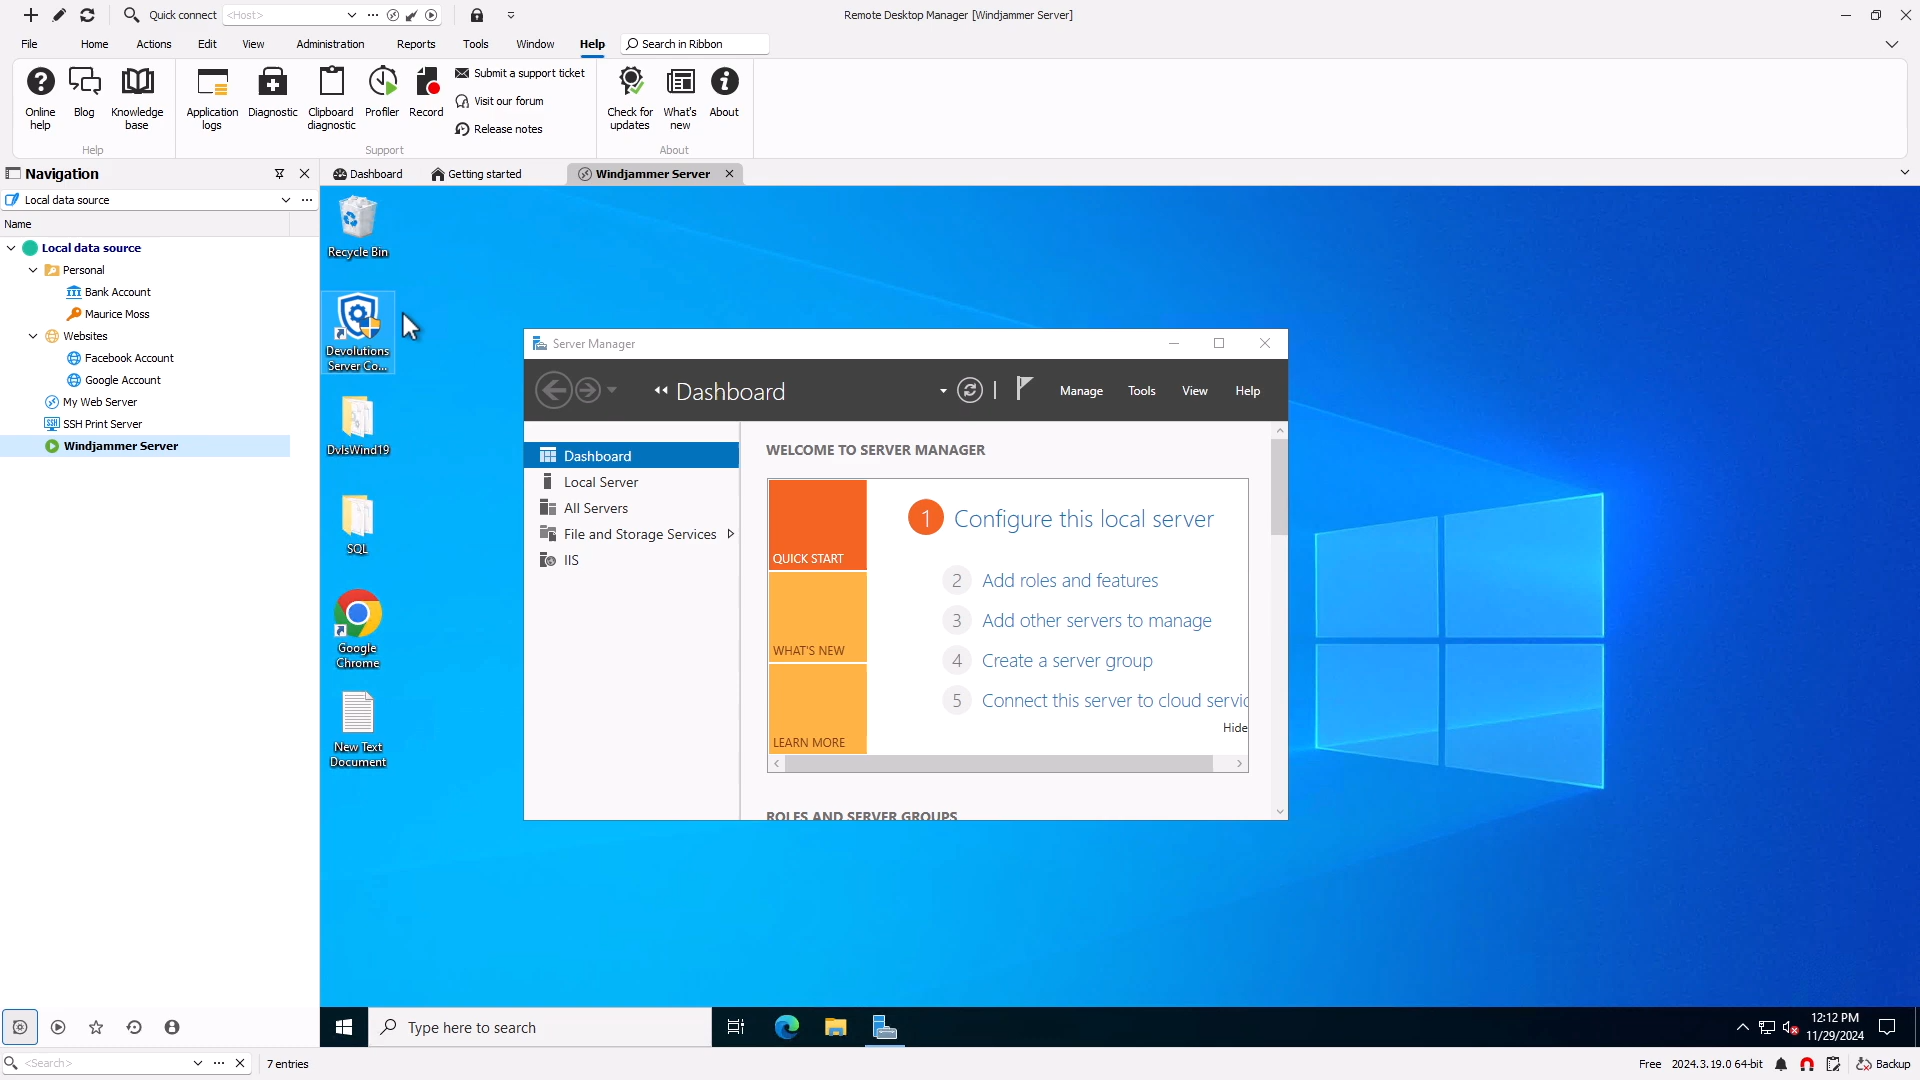 Quick connect <Host>
Remote Desktop Manager [Windjammer Server]
File Home Actions Edit View Administration Reports Tools Window Help Search in Ribbon
Online help
Blog
Knowledge base
Help
Application logs
Diagnostic
Clipboard diagnostic
Profiler
Record
Submit a support ticket
Visit our forum
Release notes
Support
Check for updates
What's new
About
About
Navigation
Local data source
Name
Local data source
Personal
Bank Account
Maurice Moss
Websites
Facebook Account
Google Account
My Web Server
SSH Print Server
Windjammer Server
Dashboard
Getting started
Windjammer Server
Recycle Bin
Devolutions
Server Co...
DvlsWind19
SQL
Google
Chrome
New Text
Document
Server Manager
Dashboard
Manage Tools View Help
Dashboard
Local Server
All Servers
File and Storage Services
IIS
WELCOME TO SERVER MANAGER
QUICK START
WHAT'S NEW
LEARN MORE
1 Configure this local server
2 Add roles and features
3 Add other servers to manage
4 Create a server group
5 Connect this server to cloud servic
Hide
ROLES AND SERVER GROUPS
Type here to search
12:12 PM
11/29/2024
<Search>
7 entries
Free 2024.3.19.0 64-bit
Backup